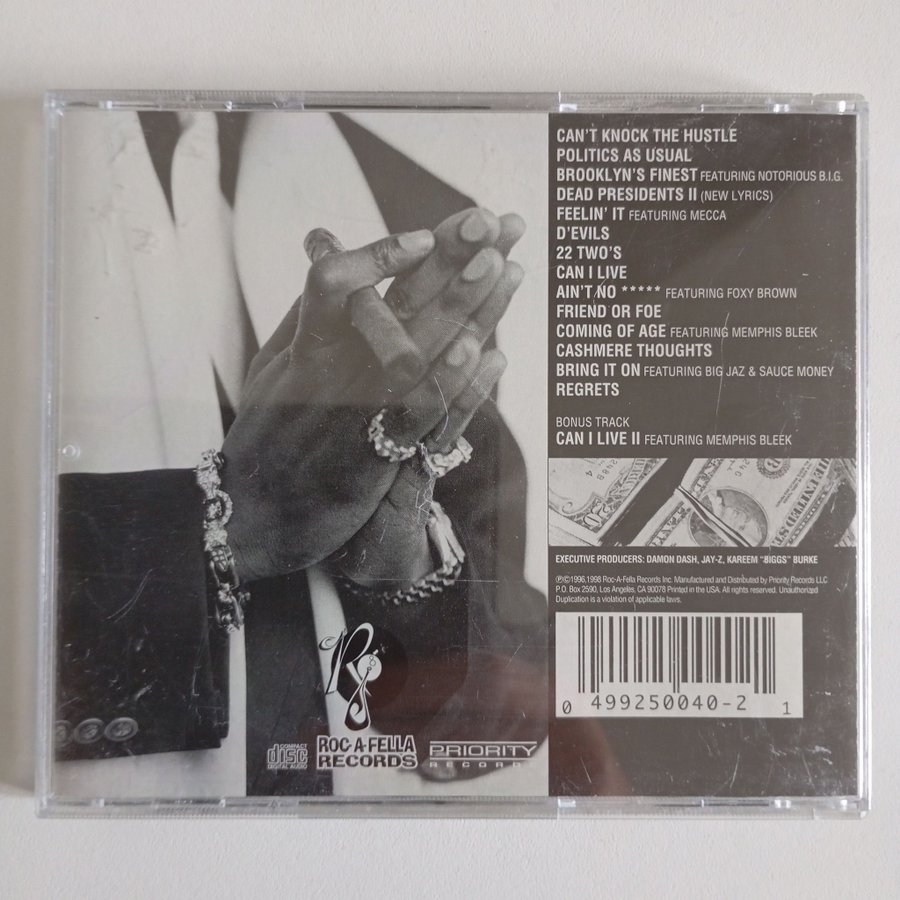 CAN'T KNOCK THE HUSTLE
POLITICS AS USUAL
BROOKLYN'S FINEST FEATURING NOTORIOUS B.I.G.
DEAD PRESIDENTS II (NEW LYRICS)
FEELIN' IT FEATURING MECCA
D'EVILS
22 TWO'S
CAN I LIVE
AIN'T NO ***** FEATURING FOXY BROWN
FRIEND OR FOE
COMING OF AGE FEATURING MEMPHIS BLEEK
CASHMERE THOUGHTS
BRING IT ON FEATURING BIG JAZ & SAUCE MONEY
REGRETS
BONUS TRACK
CAN I LIVE II FEATURING MEMPHIS BLEEK
EXECUTIVE PRODUCERS: DAMON DASH, JAY-Z, KAREEM "BIGGS" BURKE
℗©1996,1998 Roc-A-Fella Records Inc. Manufactured and Distributed by Priority Records LLC
P.O. Box 2590, Los Angeles, CA 90078 Printed in the USA. All rights reserved. Unauthorized
Duplication is a violation of applicable laws.
0 499250040-2 1
R
COMPACT
disc
DIGITAL AUDIO
ROC-A-FELLA
RECORDS
PRIORITY
RECORDS